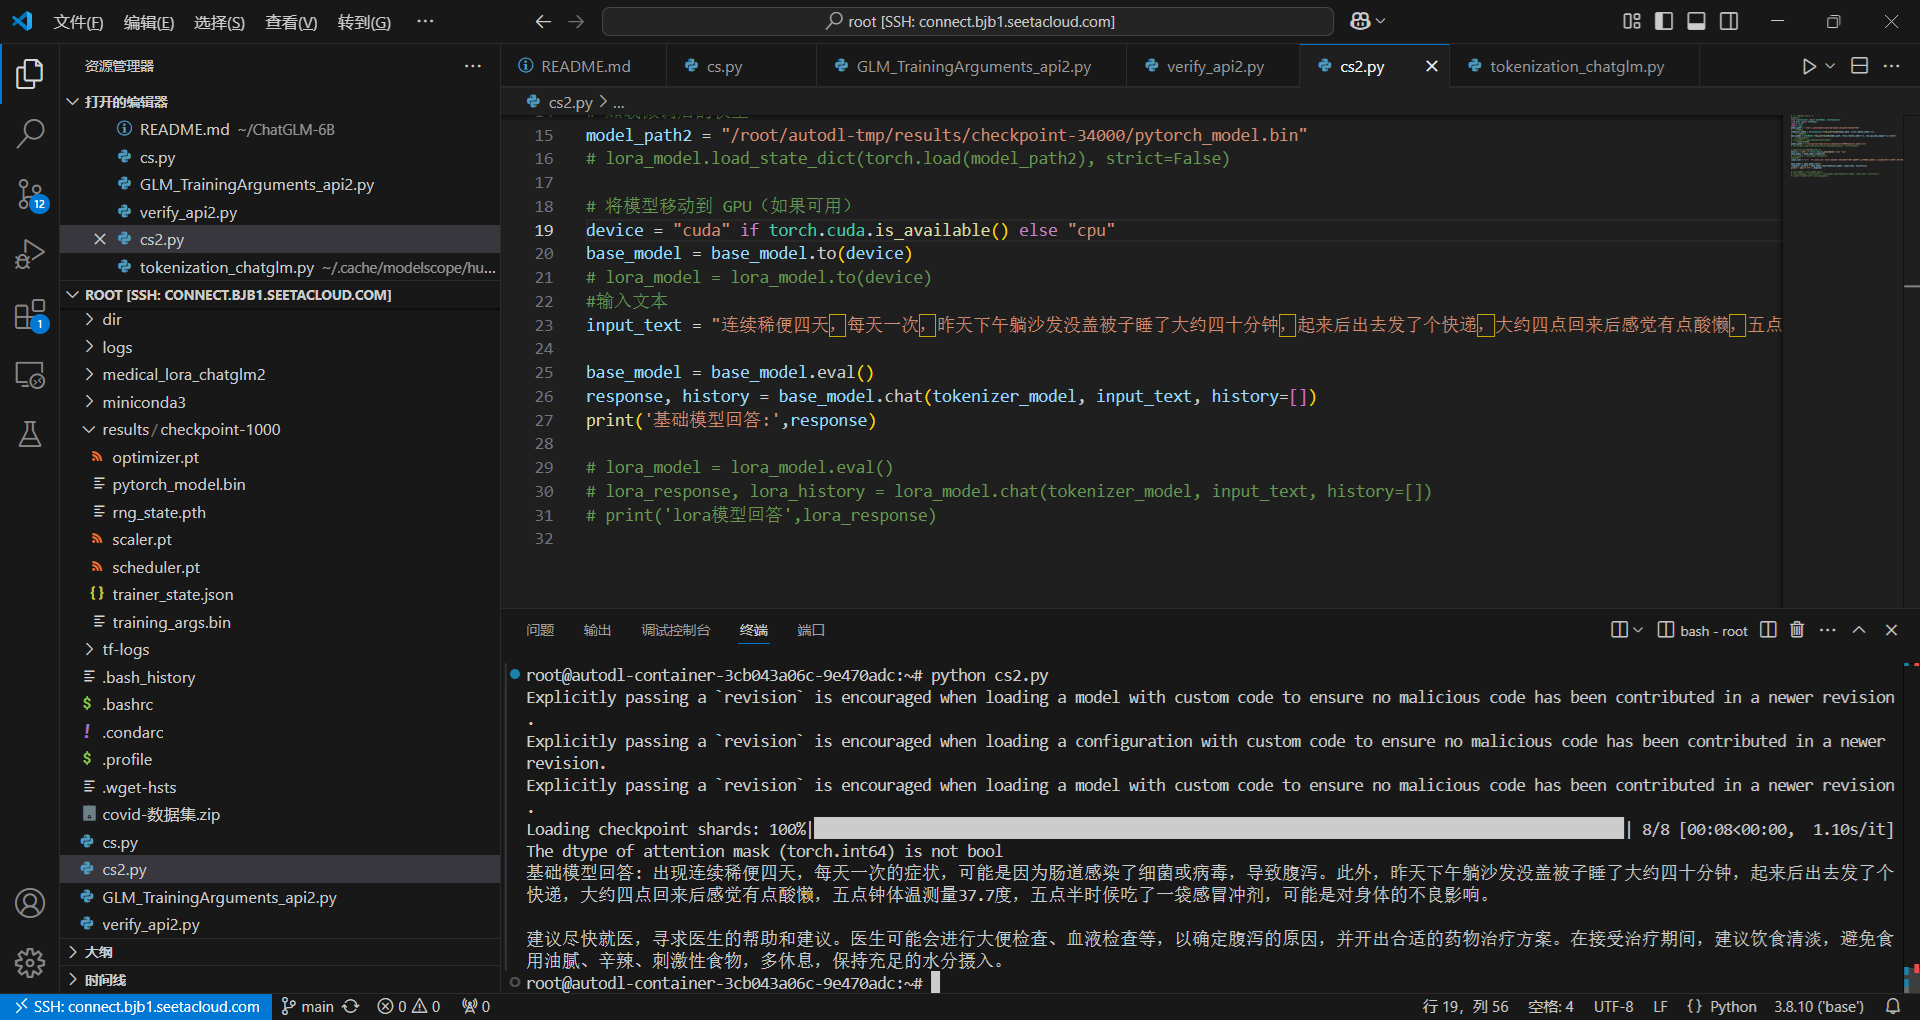 文件(F) 编辑(E) 选择(S) 查看(V) 转到(G) ···
root [SSH: connect.bjb1.seetacloud.com]
资源管理器
README.md cs.py GLM_TrainingArguments_api2.py verify_api2.py cs2.py tokenization_chatglm.py
打开的编辑器
README.md ~/ChatGLM-6B
cs.py
GLM_TrainingArguments_api2.py
verify_api2.py
cs2.py
tokenization_chatglm.py ~/.cache/modelscope/hu...
ROOT [SSH: CONNECT.BJB1.SEETACLOUD.COM]
dir
logs
medical_lora_chatglm2
miniconda3
results / checkpoint-1000
optimizer.pt
pytorch_model.bin
rng_state.pth
scaler.pt
scheduler.pt
trainer_state.json
training_args.bin
tf-logs
.bash_history
.bashrc
.condarc
.profile
.wget-hsts
covid-数据集.zip
cs.py
cs2.py
GLM_TrainingArguments_api2.py
verify_api2.py
大纲
时间线
12
1
cs2.py > ...
15 model_path2 = "/root/autodl-tmp/results/checkpoint-34000/pytorch_model.bin"
16 # lora_model.load_state_dict(torch.load(model_path2), strict=False)
17
18 # 将模型移动到 GPU（如果可用）
19 device = "cuda" if torch.cuda.is_available() else "cpu"
20 base_model = base_model.to(device)
21 # lora_model = lora_model.to(device)
22 #输入文本
23 input_text = "连续稀便四天，每天一次，昨天下午躺沙发没盖被子睡了大约四十分钟，起来后出去发了个快递，大约四点回来后感觉有点酸懒，五点
24
25 base_model = base_model.eval()
26 response, history = base_model.chat(tokenizer_model, input_text, history=[])
27 print('基础模型回答:',response)
28
29 # lora_model = lora_model.eval()
30 # lora_response, lora_history = lora_model.chat(tokenizer_model, input_text, history=[])
31 # print('lora模型回答',lora_response)
32
问题 输出 调试控制台 终端 端口
bash - root
root@autodl-container-3cb043a06c-9e470adc:~# python cs2.py
Explicitly passing a `revision` is encouraged when loading a model with custom code to ensure no malicious code has been contributed in a newer revision
.
Explicitly passing a `revision` is encouraged when loading a configuration with custom code to ensure no malicious code has been contributed in a newer
revision.
Explicitly passing a `revision` is encouraged when loading a model with custom code to ensure no malicious code has been contributed in a newer revision
.
Loading checkpoint shards: 100%| | 8/8 [00:08<00:00, 1.10s/it]
The dtype of attention mask (torch.int64) is not bool
基础模型回答: 出现连续稀便四天，每天一次的症状，可能是因为肠道感染了细菌或病毒，导致腹泻。此外，昨天下午躺沙发没盖被子睡了大约四十分钟，起来后出去发了个
快递，大约四点回来后感觉有点酸懒，五点钟体温测量37.7度，五点半时候吃了一袋感冒冲剂，可能是对身体的不良影响。
建议尽快就医，寻求医生的帮助和建议。医生可能会进行大便检查、血液检查等，以确定腹泻的原因，并开出合适的药物治疗方案。在接受治疗期间，建议饮食清淡，避免食
用油腻、辛辣、刺激性食物，多休息，保持充足的水分摄入。
root@autodl-container-3cb043a06c-9e470adc:~#
SSH: connect.bjb1.seetacloud.com main 0 0 0 行 19，列 56 空格: 4 UTF-8 LF {} Python 3.8.10 ('base')